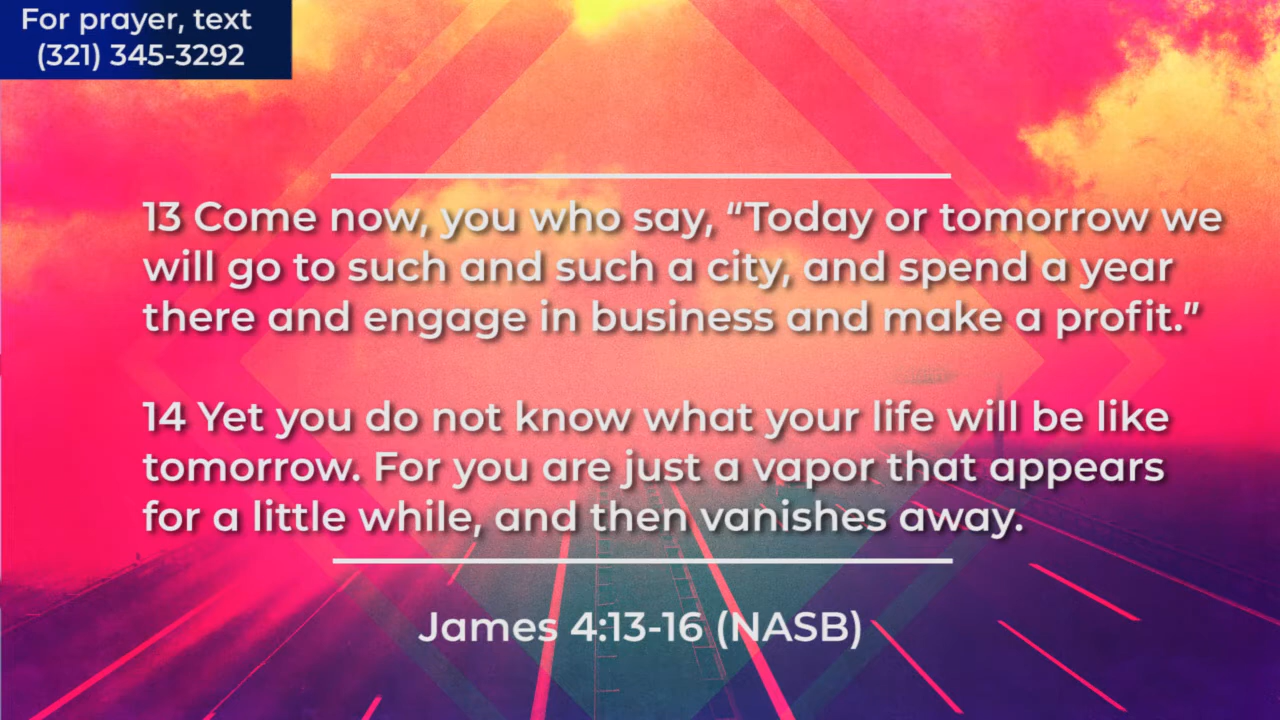 For prayer, text
(321) 345-3292
13 Come now, you who say, “Today or tomorrow we
will go to such and such a city, and spend a year
there and engage in business and make a profit.”
14 Yet you do not know what your life will be like
tomorrow. For you are just a vapor that appears
for a little while, and then vanishes away.
James 4:13-16 (NASB)